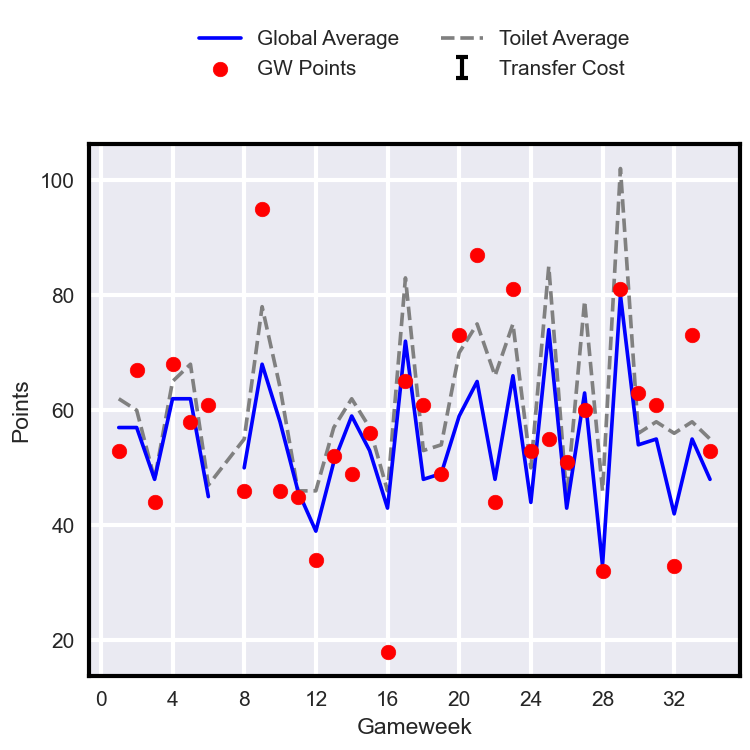 Global Average
Toilet Average
GW Points
Transfer Cost
100
80
60
40
20
Points
0 4 8 12 16 20 24 28 32
Gameweek